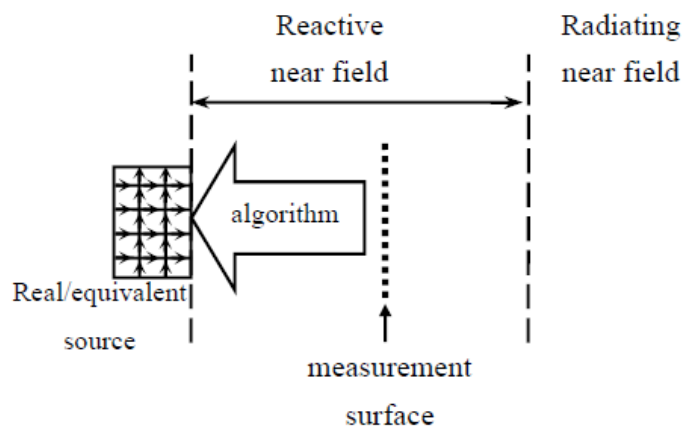 Reactive
near field
Radiating
near field
algorithm
Real/equivalent
source
measurement
surface